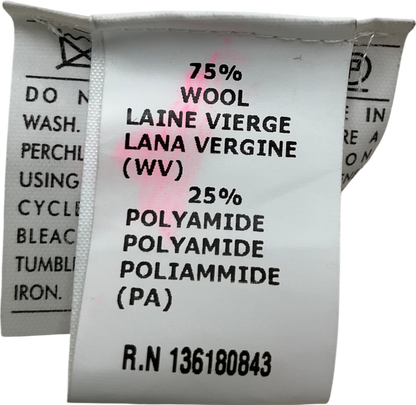 75%
WOOL
LAINE VIERGE
LANA VERGINE
(WV)
25%
POLYAMIDE
POLYAMIDE
POLIAMMIDE
(PA)
R.N 136180843
DO
WASH.
PERCHL
USING
CYCLE
BLEAC
TUMBL
IRON.
P
IN
A